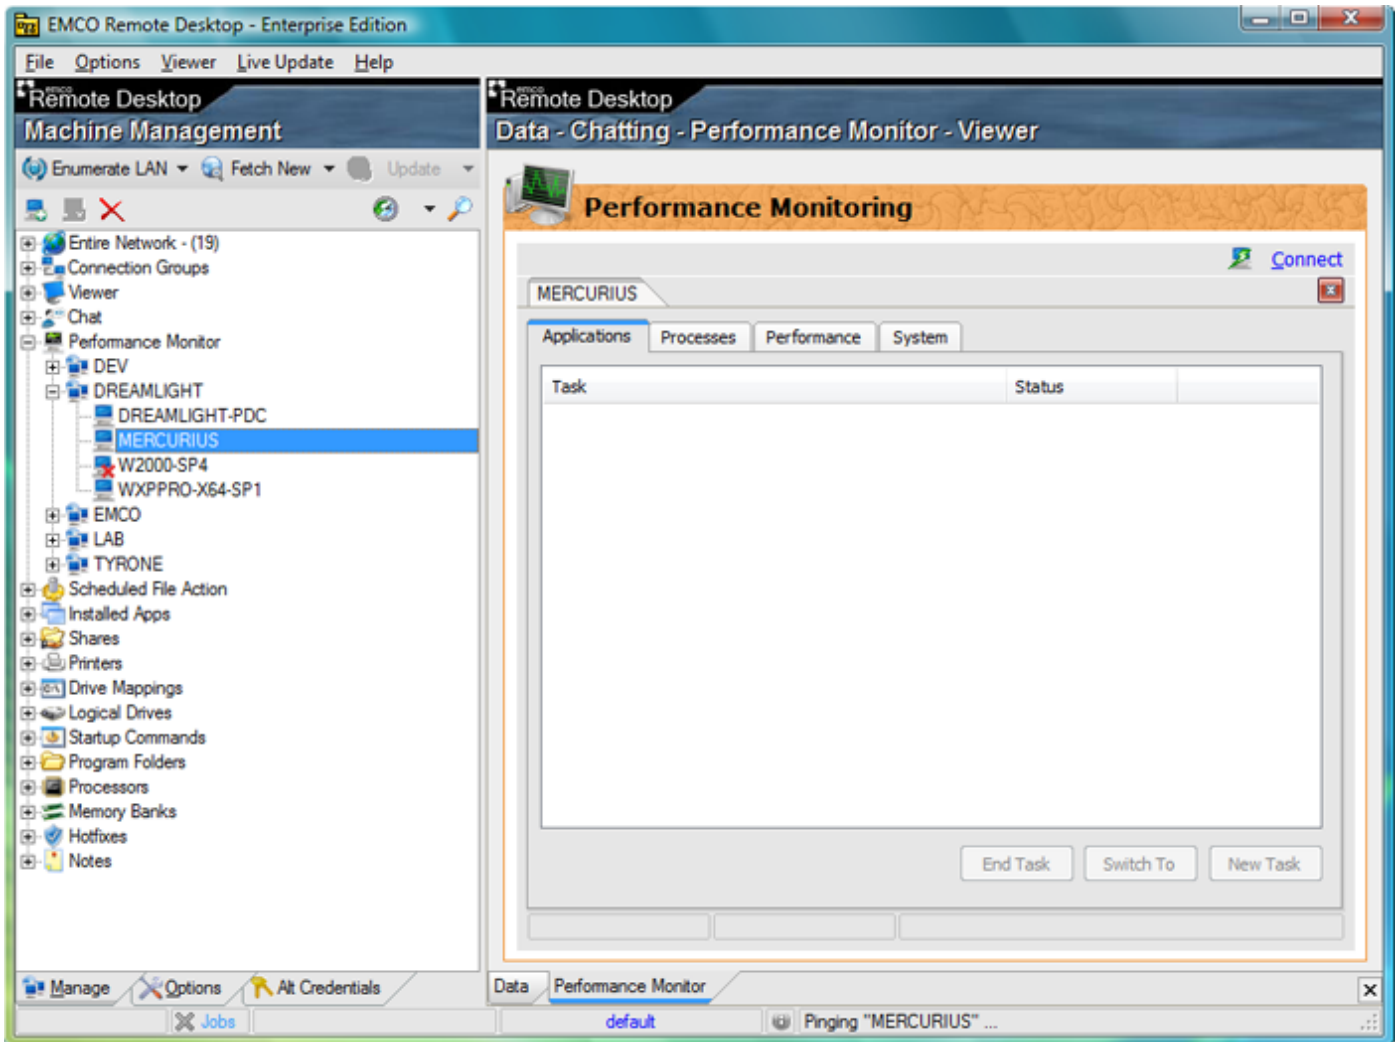 EMCO Remote Desktop - Enterprise Edition
File Options Viewer Live Update Help
emco
Remote Desktop
Machine Management
Enumerate LAN Fetch New Update
Entire Network - (19)
Connection Groups
Viewer
Chat
Performance Monitor
DEV
DREAMLIGHT
DREAMLIGHT-PDC
MERCURIUS
W2000-SP4
WXPPRO-X64-SP1
EMCO
LAB
TYRONE
Scheduled File Action
Installed Apps
Shares
Printers
Drive Mappings
Logical Drives
Startup Commands
Program Folders
Processors
Memory Banks
Hotfixes
Notes
Manage Options Alt Credentials
emco
Remote Desktop
Data - Chatting - Performance Monitor - Viewer
Performance Monitoring
Connect
MERCURIUS
Applications Processes Performance System
Task Status
End Task Switch To New Task
Data Performance Monitor
Jobs default Pinging "MERCURIUS" ...